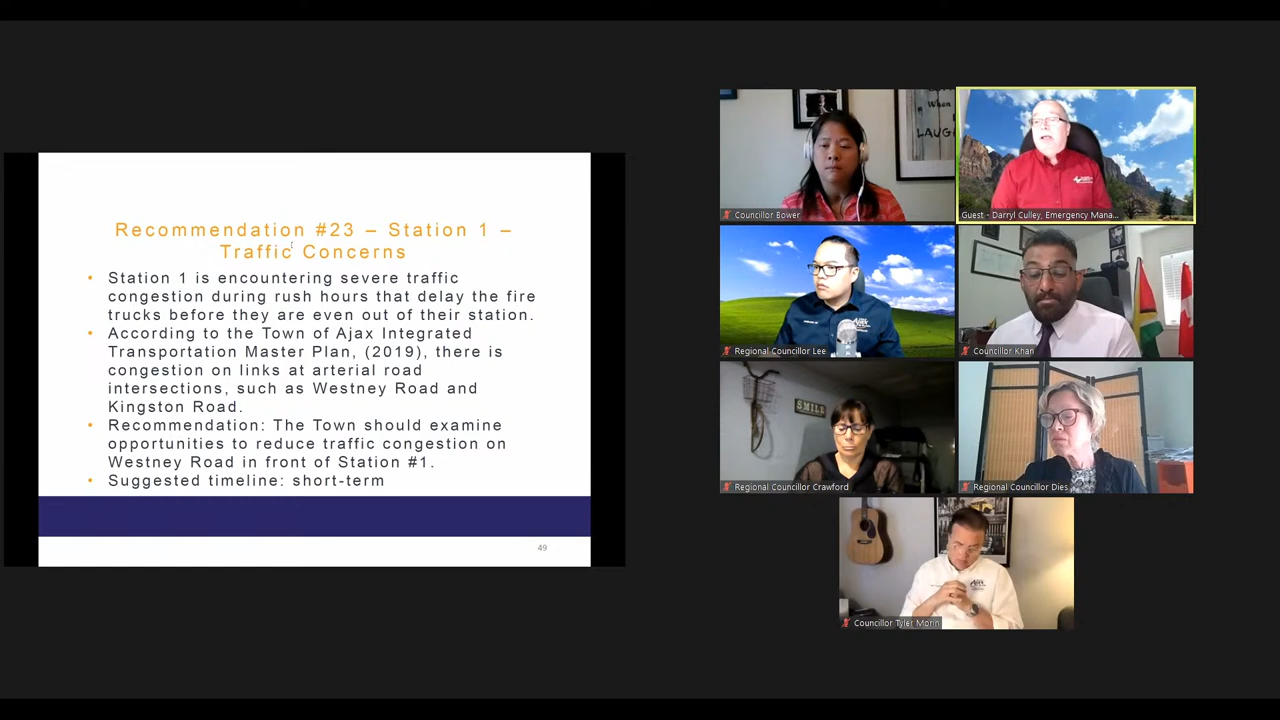 Recommendation #23 – Station 1 –
Traffic Concerns
• Station 1 is encountering severe traffic
congestion during rush hours that delay the fire
trucks before they are even out of their station.
• According to the Town of Ajax Integrated
Transportation Master Plan, (2019), there is
congestion on links at arterial road
intersections, such as Westney Road and
Kingston Road.
• Recommendation: The Town should examine
opportunities to reduce traffic congestion on
Westney Road in front of Station #1.
• Suggested timeline: short-term
49
When
LAUGH
Councillor Bower
Guest - Darryl Culley, Emergency Mana...
Regional Councillor Lee
AJAX
Councillor Khan
SMILE
Regional Councillor Crawford
Regional Councillor Dies
Councillor Tyler Morin